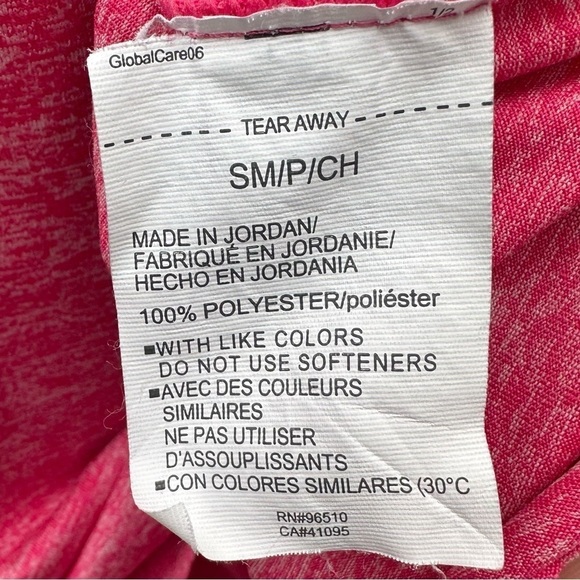 1/2
GlobalCare06
TEAR AWAY
SM/P/CH
MADE IN JORDAN/
FABRIQUÉ EN JORDANIE/
HECHO EN JORDANIA
100% POLYESTER/poliéster
■WITH LIKE COLORS
DO NOT USE SOFTENERS
■AVEC DES COULEURS
SIMILAIRES
NE PAS UTILISER
D'ASSOUPLISSANTS
■CON COLORES SIMILARES (30°C
RN#96510
CA#41095